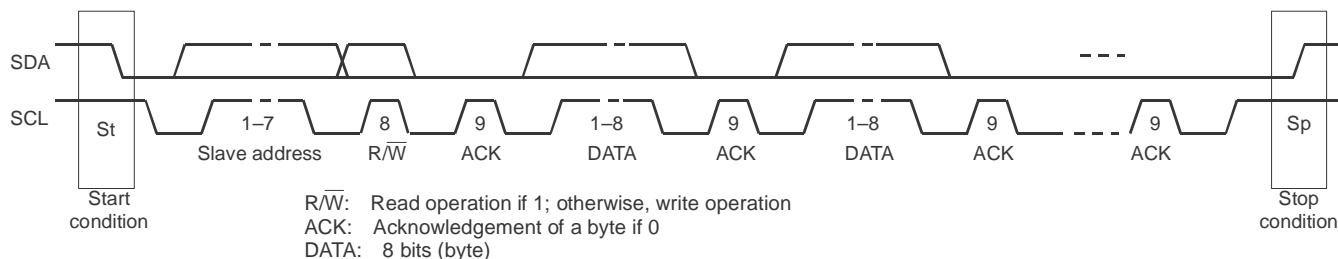 SDA
SCL
St 1–7 8 9 1–8 9 1–8 9 9 Sp
Slave address R/W̅ ACK DATA ACK DATA ACK ACK
Start
condition
Stop
condition
R/W̅: Read operation if 1; otherwise, write operation
ACK: Acknowledgement of a byte if 0
DATA: 8 bits (byte)